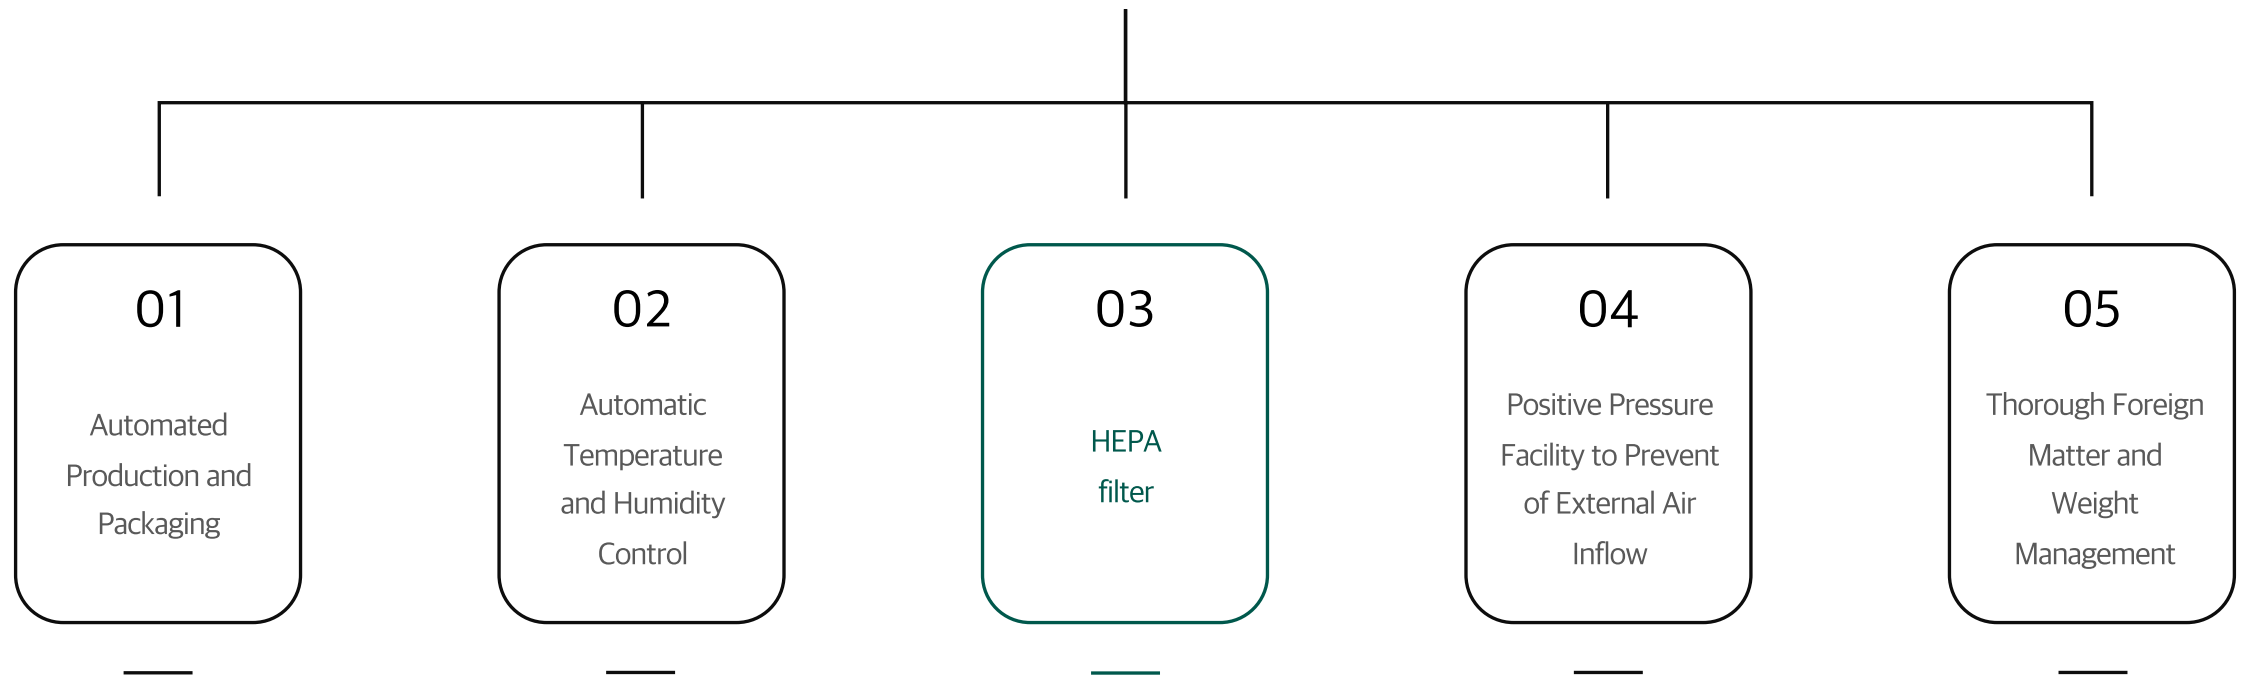 01
Automated
Production and
Packaging
02
Automatic
Temperature
and Humidity
Control
03
HEPA
filter
04
Positive Pressure
Facility to Prevent
of External Air
Inflow
05
Thorough Foreign
Matter and
Weight
Management